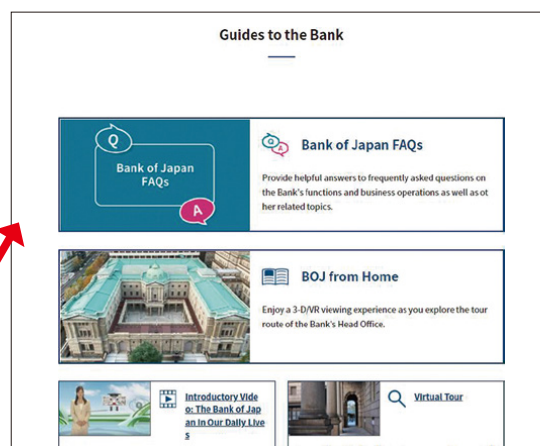 Guides to the Bank
Q
Bank of Japan
FAQs
A
Q
A
Bank of Japan FAQs
Provide helpful answers to frequently asked questions on
the Bank's functions and business operations as well as ot
her related topics.
BOJ from Home
Enjoy a 3-D/VR viewing experience as you explore the tour
route of the Bank's Head Office.
Introductory Vide
o: The Bank of Jap
an in Our Daily Live
s
Virtual Tour